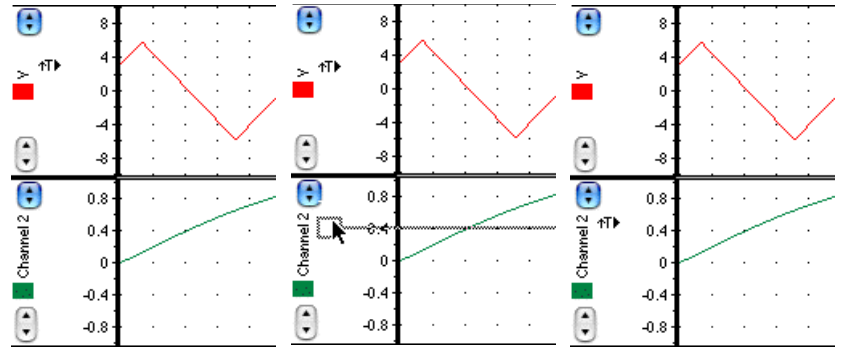 8 8 8
4 4 4
↑T▶ ↑T▶
Y Y Y
0 0 0
-4 -4 -4
-8 -8 -8
0.8 0.8 0.8
↑T▶
0.4 0.4 0.4
Channel 2 Channel 2 Channel 2
0 0 0
-0.4 -0.4 -0.4
-0.8 -0.8 -0.8